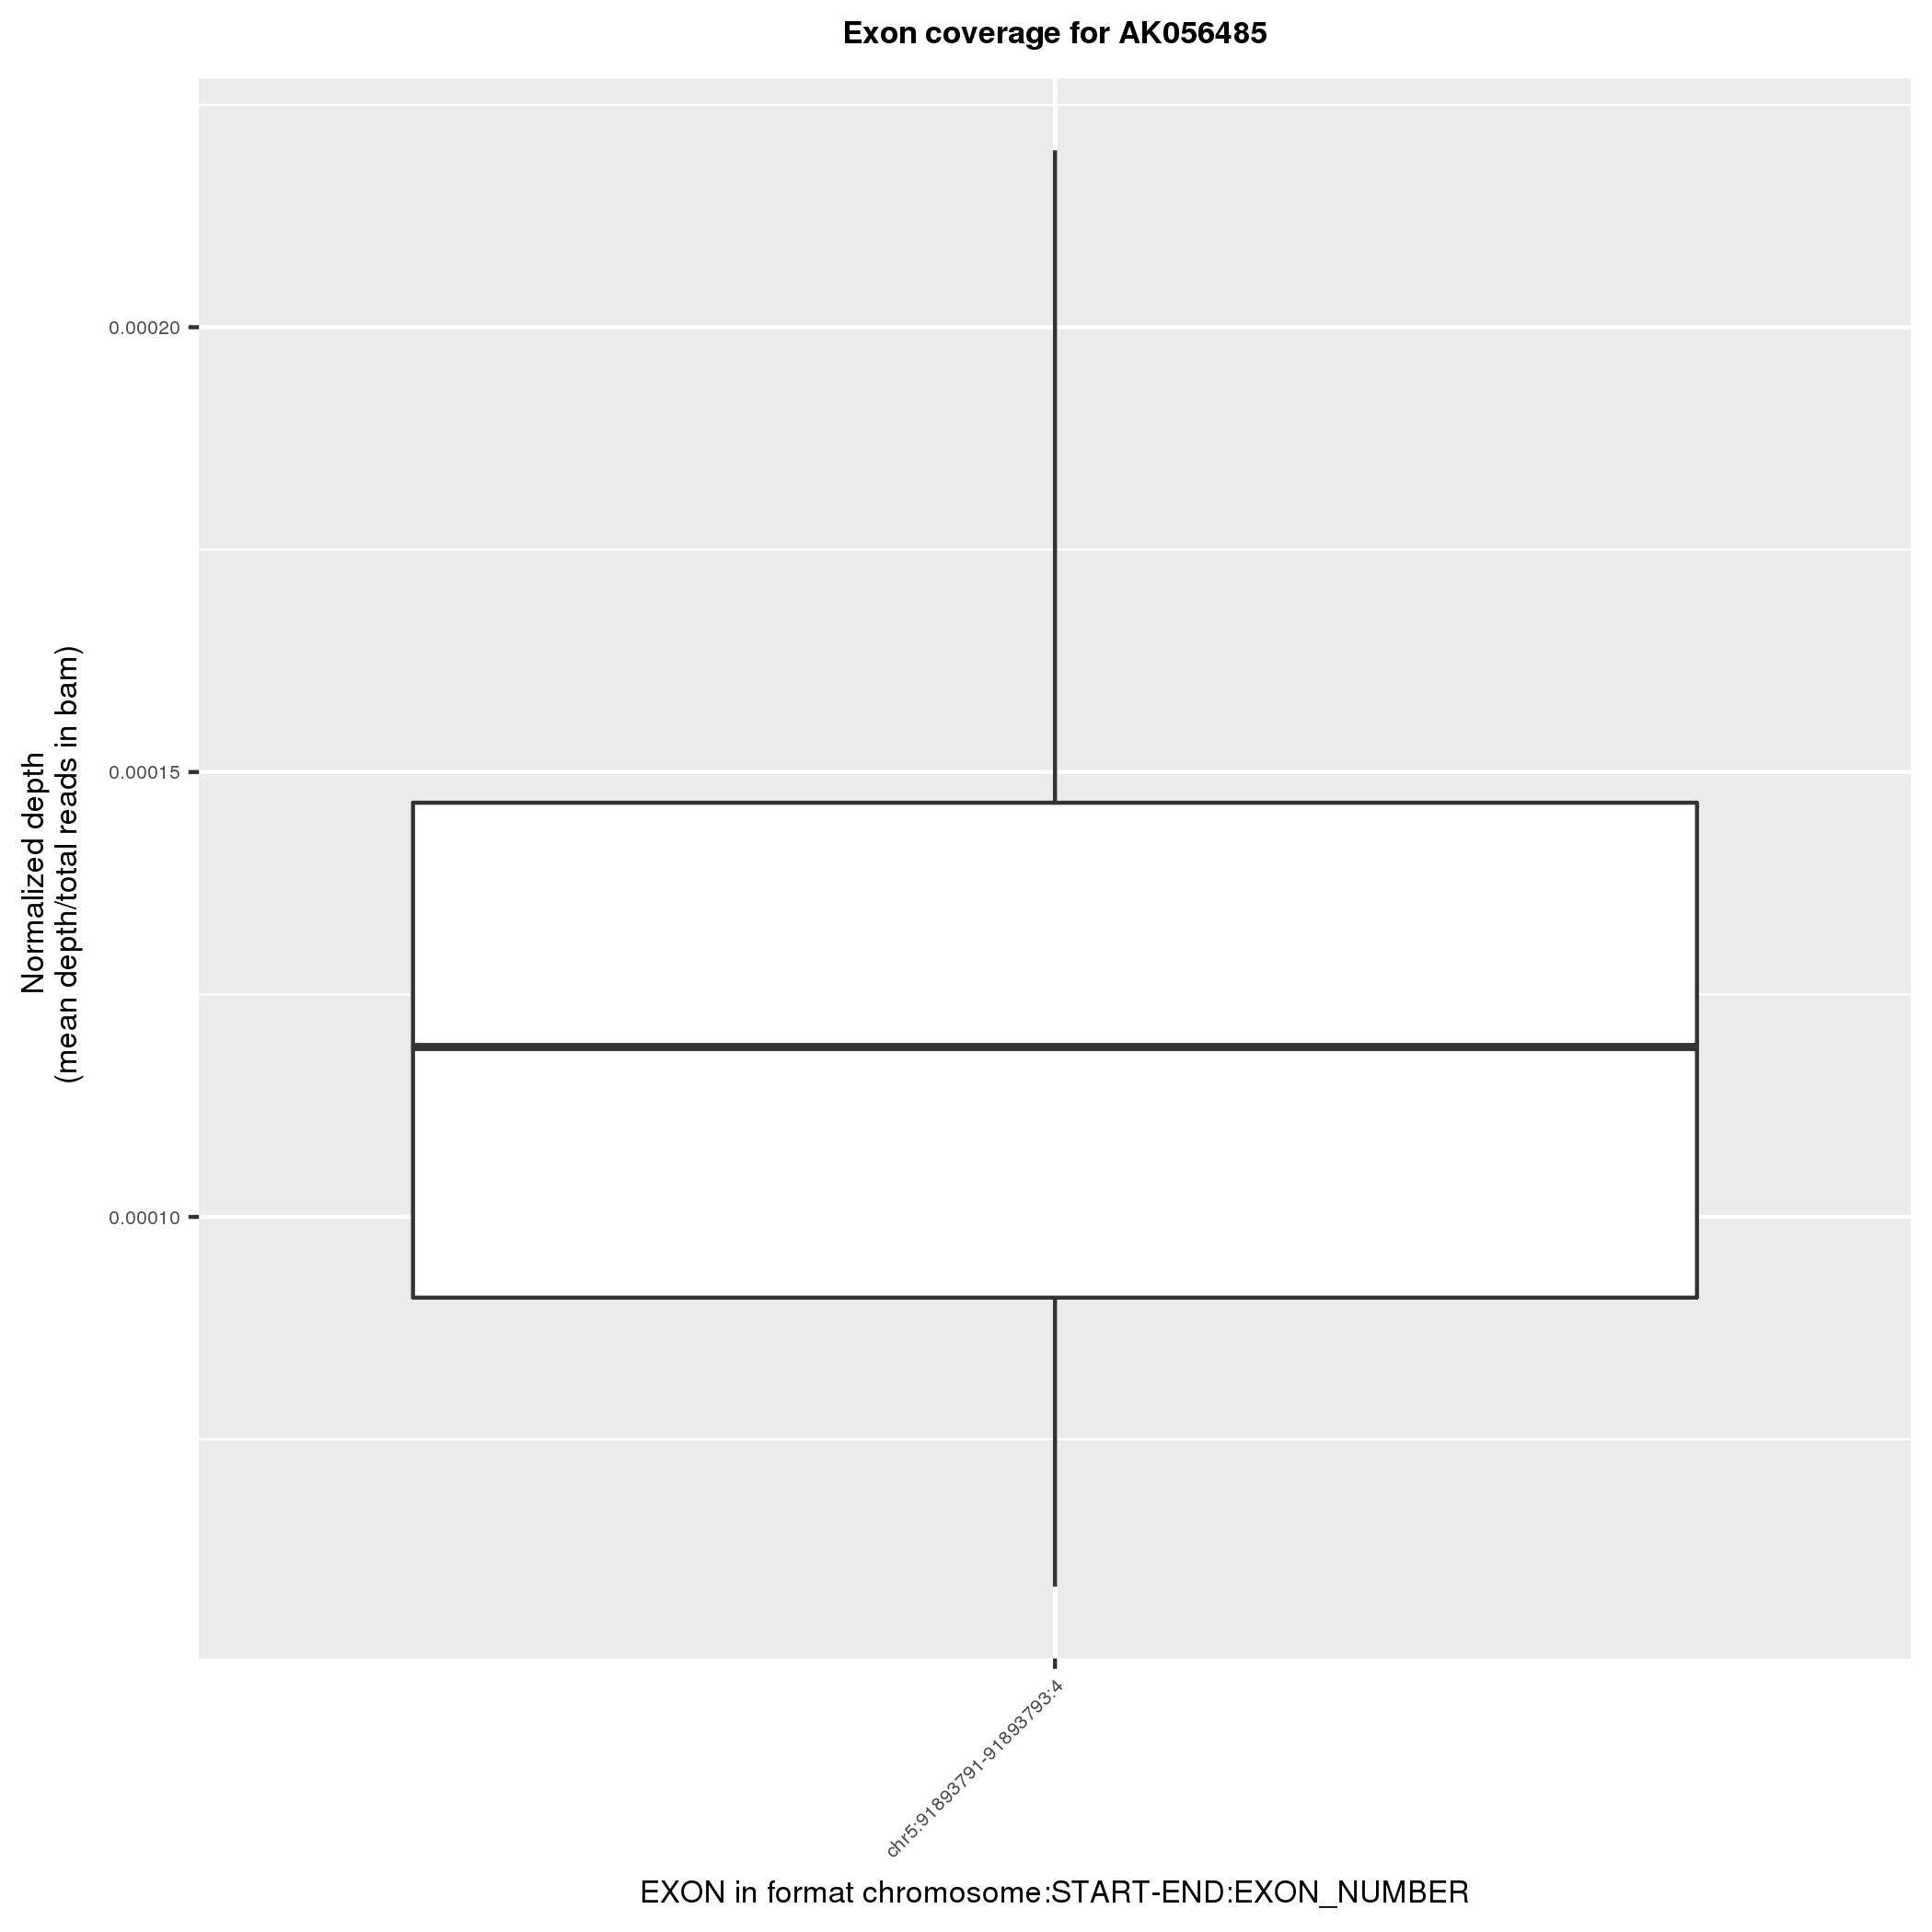 Exon coverage for AK056485
Normalized depth
(mean depth/total reads in bam)
0.00020
0.00015
0.00010
chr5:91893791-91893793:4
EXON in format chromosome:START-END:EXON_NUMBER